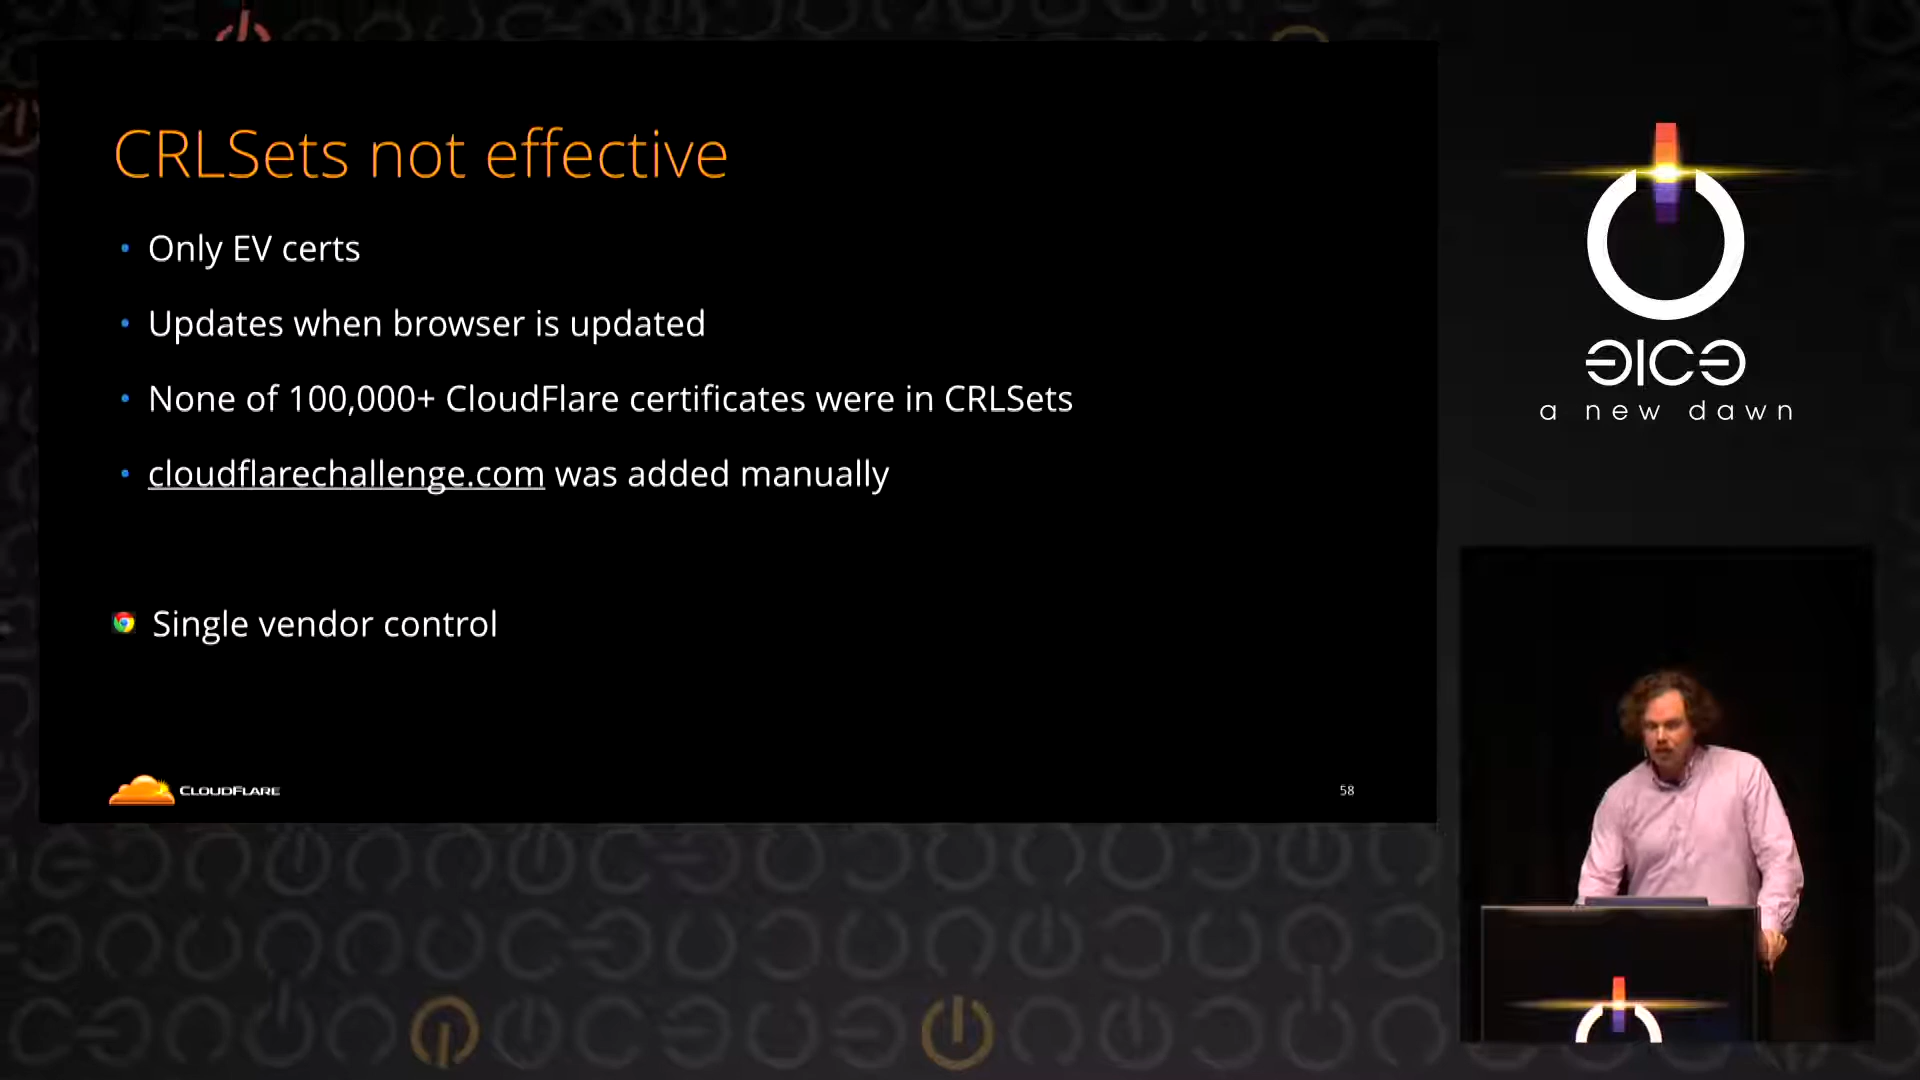 CRLSets not effective
• Only EV certs
• Updates when browser is updated
• None of 100,000+ CloudFlare certificates were in CRLSets
• cloudflarechallenge.com was added manually
Single vendor control
CLOUDFLARE
58
a new dawn